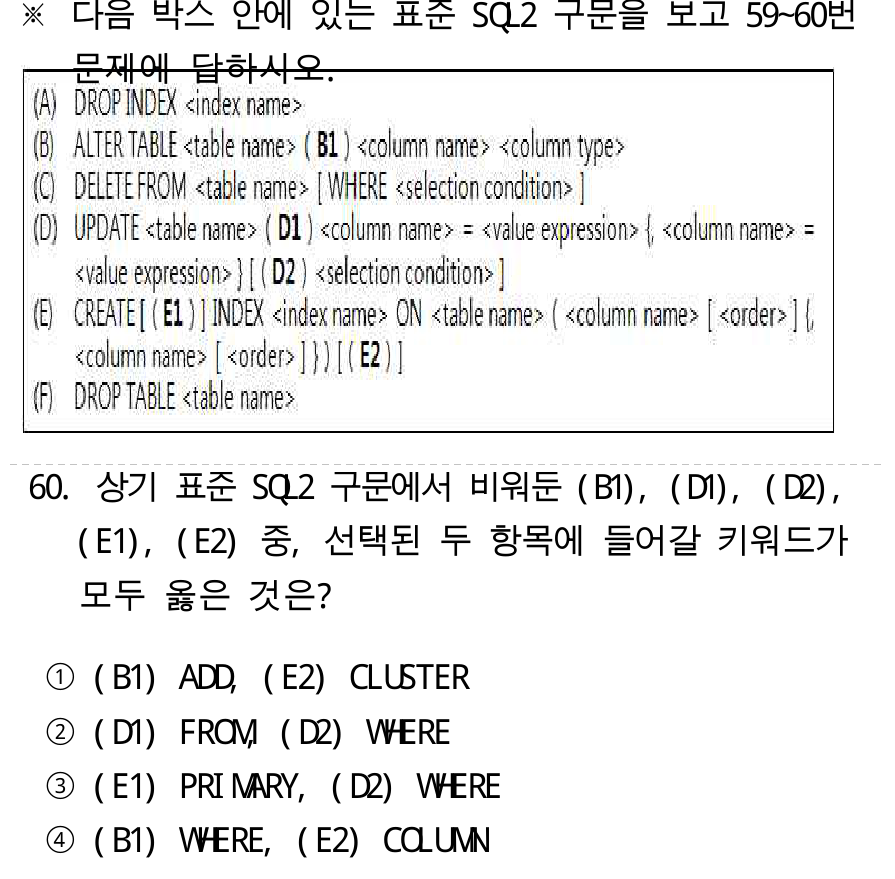 ※ 다음 박스 안에 있는 표준 SQL2 구문을 보고 59~60번
문제에 답하시오.
(A) DROP INDEX <index name>
(B) ALTER TABLE <table name> ( B1 ) <column name> <column type>
(C) DELETE FROM <table name> [ WHERE <selection condition> ]
(D) UPDATE <table name> ( D1 ) <column name> = <value expression> {, <column name> =
<value expression> } [ ( D2 ) <selection condition> ]
(E) CREATE [ ( E1 ) ] INDEX <index name> ON <table name> ( <column name> [ <order> ] {,
<column name> [ <order> ] } ) [ ( E2 ) ]
(F) DROP TABLE <table name>
60. 상기 표준 SQL2 구문에서 비워둔 (B1), (D1), (D2),
(E1), (E2) 중, 선택된 두 항목에 들어갈 키워드가
모두 옳은 것은?
① (B1) ADD, (E2) CLUSTER
② (D1) FROM, (D2) WHERE
③ (E1) PRIMARY, (D2) WHERE
④ (B1) WHERE, (E2) COLUMN